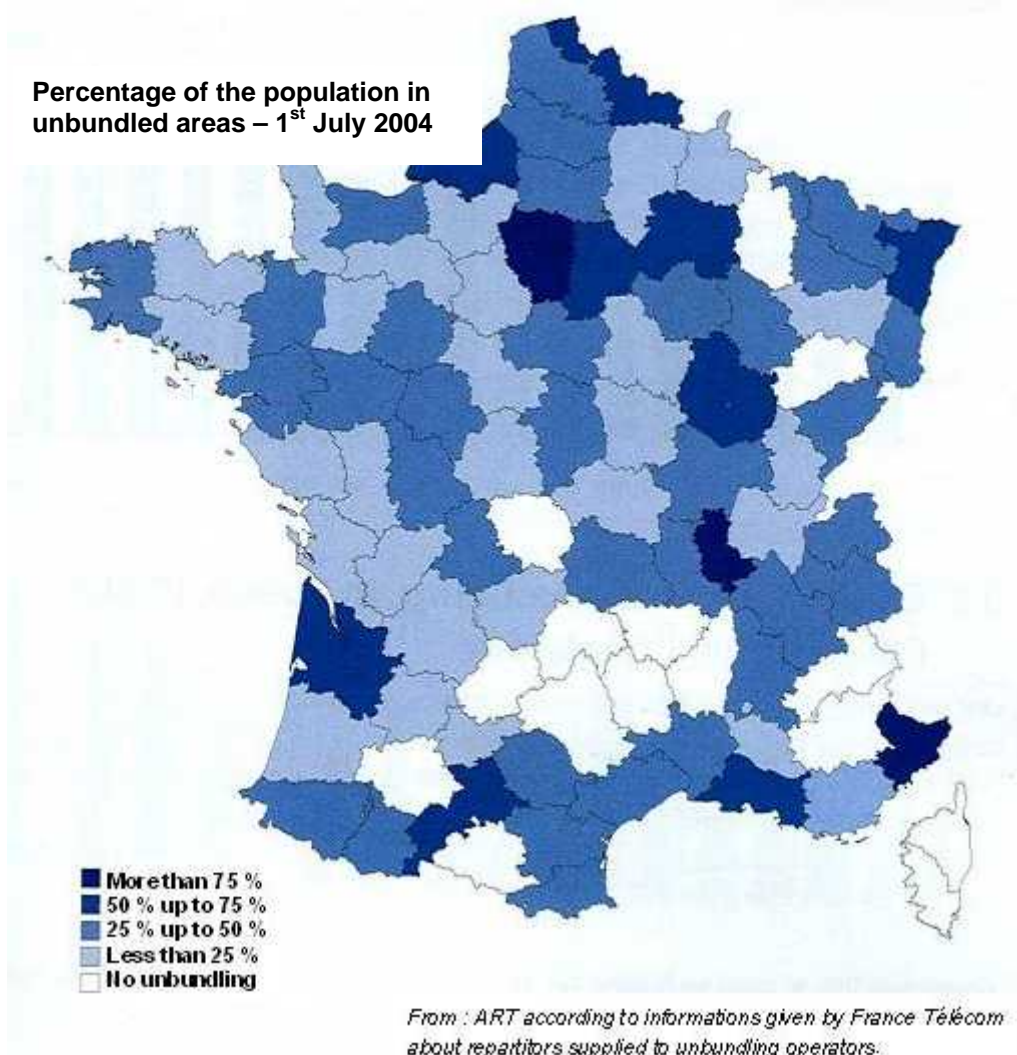 Percentage of the population in
unbundled areas – 1st July 2004
More than 75 %
50 % up to 75 %
25 % up to 50 %
Less than 25 %
No unbundling
From : ART according to informations given by France Télécom
about repartitors supplied to unbundling operators.